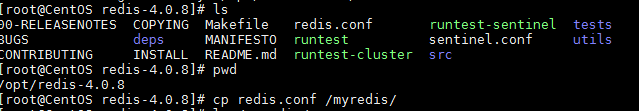 [root@CentOS redis-4.0.8]# ls
00-RELEASENOTES COPYING Makefile redis.conf runtest-sentinel tests
BUGS deps MANIFESTO runtest sentinel.conf utils
CONTRIBUTING INSTALL README.md runtest-cluster src
[root@CentOS redis-4.0.8]# pwd
/opt/redis-4.0.8
[root@CentOS redis-4.0.8]# cp redis.conf /myredis/